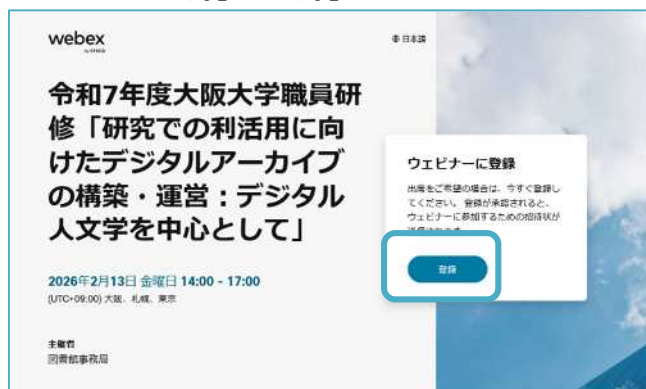 webex
by CISCO
日本語
令和7年度大阪大学職員研
修「研究での利活用に向
けたデジタルアーカイブ
の構築・運営：デジタル
人文学を中心として」
2026年2月13日 金曜日 14:00 - 17:00
(UTC+09:00) 大阪、札幌、東京
主催者
図書館事務局
ウェビナーに登録
出席をご希望の場合は、今すぐ登録し
てください。 登録が承認されると、
ウェビナーに参加するための招待状が
登録